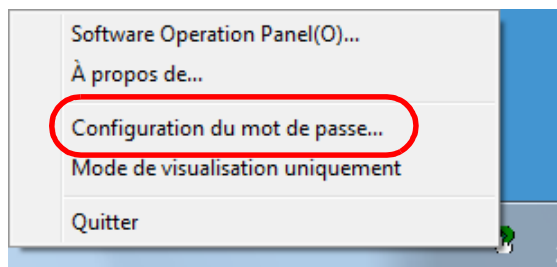 Software Operation Panel(O)...
À propos de...
Configuration du mot de passe...
Mode de visualisation uniquement
Quitter